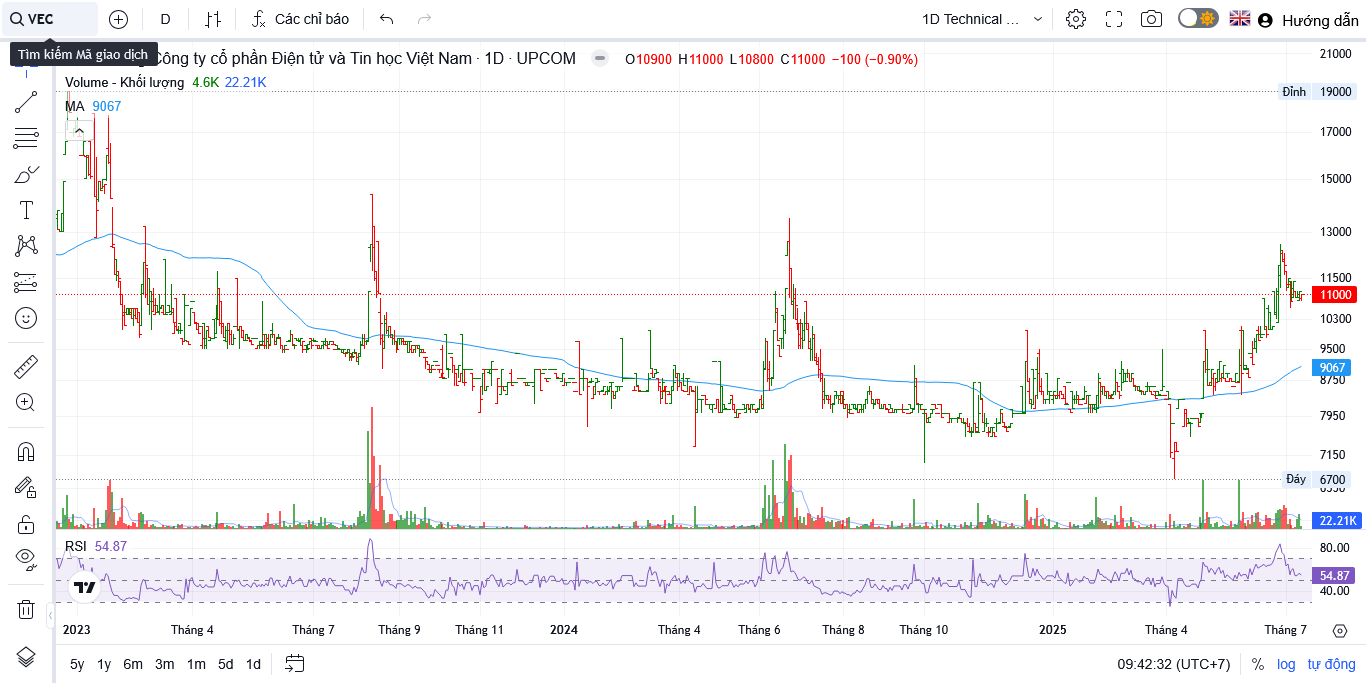 VEC D Các chỉ báo 1D Technical ... Hướng dẫn
Tìm kiếm Mã giao dịch
Công ty cổ phần Điện tử và Tin học Việt Nam · 1D · UPCOM O10900 H11000 L10800 C11000 −100 (−0.90%)
Volume - Khối lượng 4.6K 22.21K
MA 9067
21000
Đỉnh 19000
17000
15000
13000
11500
11000
10300
9500
9067
8750
7950
7150
Đáy 6700
22.21K
RSI 54.87
80.00
54.87
40.00
2023 Tháng 4 Tháng 7 Tháng 9 Tháng 11 2024 Tháng 4 Tháng 6 Tháng 8 Tháng 10 2025 Tháng 4 Tháng 7
5y 1y 6m 3m 1m 5d 1d 09:42:32 (UTC+7) % log tự động